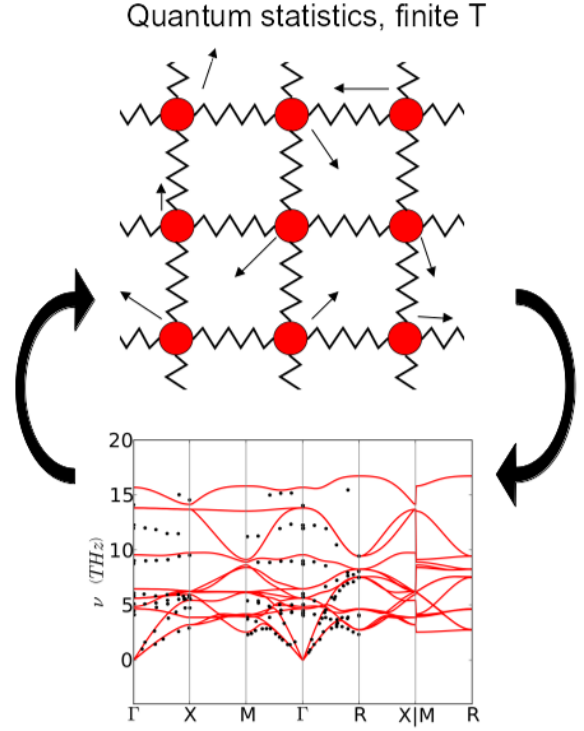 Quantum statistics, finite T
20
15
10
5
0
ν (THz)
Γ X M Γ R X|M R